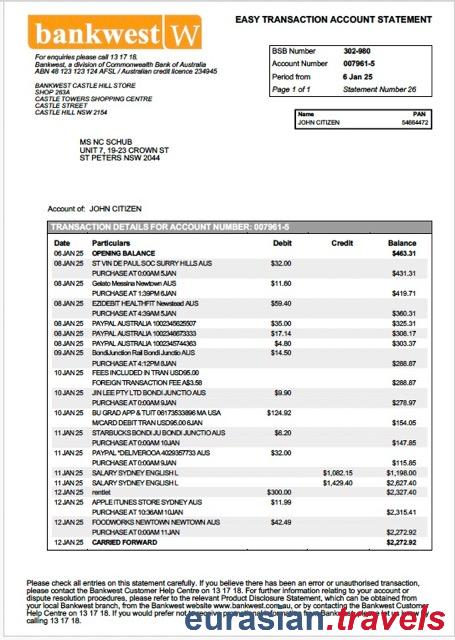 bankwest W
EASY TRANSACTION ACCOUNT STATEMENT
For enquiries please call 13 17 18.
Bankwest, a division of Commonwealth Bank of Australia
ABN 48 123 123 124 AFSL / Australian credit licence 234945
BANKWEST CASTLE HILL STORE
SHOP 263A
CASTLE TOWERS SHOPPING CENTRE
CASTLE STREET
CASTLE HILL NSW 2154
BSB Number 302-980
Account Number 007961-5
Period from 6 Jan 25
Page 1 of 1 Statement Number 26
Name PAN
JOHN CITIZEN 54664472
MS NC SCHUB
UNIT 7, 19-23 CROWN ST
ST PETERS NSW 2044
Account of: JOHN CITIZEN
TRANSACTION DETAILS FOR ACCOUNT NUMBER: 007961-5
Date Particulars Debit Credit Balance
06 JAN 25 OPENING BALANCE $463.31
08 JAN 25 ST VIN DE PAUL SOC SURRY HILLS AUS $32.00
PURCHASE AT 0:00AM 5JAN $431.31
08 JAN 25 Gelato Messina Newtown AUS $11.60
PURCHASE AT 1:39PM 6JAN $419.71
08 JAN 25 EZIDEBIT HEALTHFIT Newstead AUS $59.40
PURCHASE AT 4:39AM 5JAN $360.31
08 JAN 25 PAYPAL AUSTRALIA 1002345625507 $35.00 $325.31
08 JAN 25 PAYPAL AUSTRALIA 1002346673333 $17.14 $308.17
08 JAN 25 PAYPAL AUSTRALIA 1002345744363 $4.80 $303.37
09 JAN 25 BondiJunction Rail Bondi Junctio AUS $14.50
PURCHASE AT 4:12PM 8JAN $288.87
10 JAN 25 FEES INCLUDED IN TRAN USD95.00
FOREIGN TRANSACTION FEE A$3.58 $288.87
10 JAN 25 JIN LEE PTY LTD BONDI JUNCTIO AUS $9.90
PURCHASE AT 0:00AM 9JAN $278.97
10 JAN 25 BU GRAD APP & TUIT 06173533896 MA USA $124.92
M/CARD DEBIT TRAN USD95.00 6JAN $154.05
11 JAN 25 STARBUCKS BONDI JU BONDI JUNCTIO AUS $6.20
PURCHASE AT 0:00AM 10JAN $147.85
11 JAN 25 PAYPAL *DELIVEROOA 4029357733 AUS $32.00
PURCHASE AT 0:00AM 9JAN $115.85
11 JAN 25 SALARY SYDNEY ENGLISH L $1,082.15 $1,198.00
11 JAN 25 SALARY SYDNEY ENGLISH L $1,429.40 $2,627.40
12 JAN 25 rentlet $300.00 $2,327.40
12 JAN 25 APPLE ITUNES STORE SYDNEY AUS $11.99
PURCHASE AT 10:36AM 10JAN $2,315.41
12 JAN 25 FOODWORKS NEWTOWN NEWTOWN AUS $42.49
PURCHASE AT 0:00AM 11JAN $2,272.92
12 JAN 25 CARRIED FORWARD $2,272.92
Please check all entries on this statement carefully. If you believe there has been an error or unauthorised transaction,
please contact the Bankwest Customer Help Centre on 13 17 18. For further information relating to your account or
dispute resolution procedures, please refer to the relevant Product Disclosure Statement, which can be obtained from
your local Bankwest branch, from the Bankwest website www.bankwest.com.au, or by contacting the Bankwest Customer
Help Centre on 13 17 18. If you would prefer not to receive promotional information from Bankwest please let us know by
calling 13 17 18.
eurasian.travels